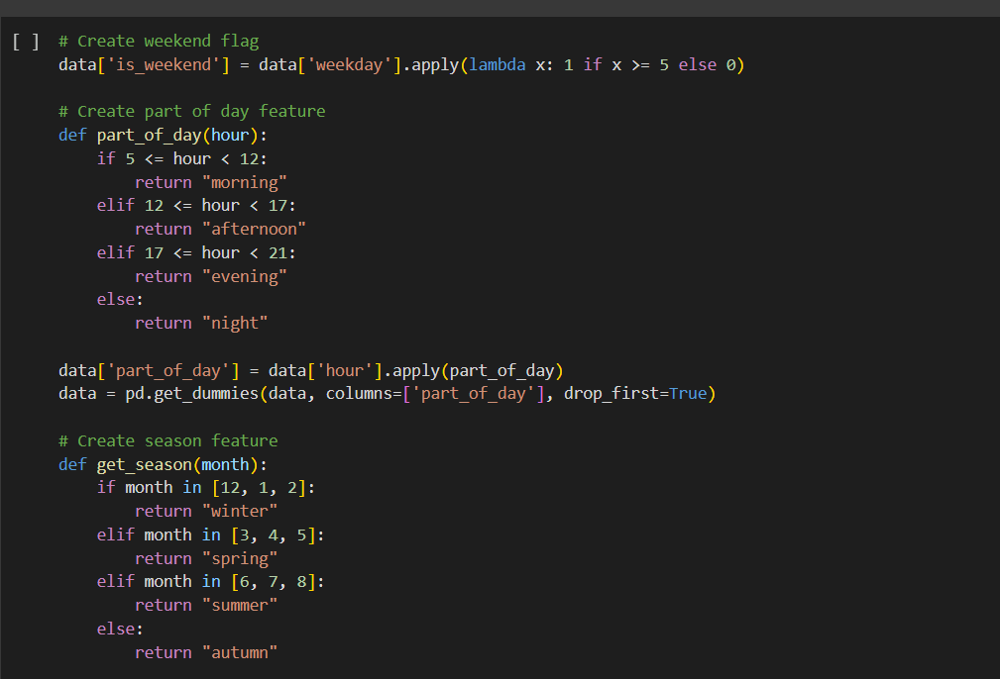 [ ] # Create weekend flag
data['is_weekend'] = data['weekday'].apply(lambda x: 1 if x >= 5 else 0)
# Create part of day feature
def part_of_day(hour):
    if 5 <= hour < 12:
        return "morning"
    elif 12 <= hour < 17:
        return "afternoon"
    elif 17 <= hour < 21:
        return "evening"
    else:
        return "night"
data['part_of_day'] = data['hour'].apply(part_of_day)
data = pd.get_dummies(data, columns=['part_of_day'], drop_first=True)
# Create season feature
def get_season(month):
    if month in [12, 1, 2]:
        return "winter"
    elif month in [3, 4, 5]:
        return "spring"
    elif month in [6, 7, 8]:
        return "summer"
    else:
        return "autumn"